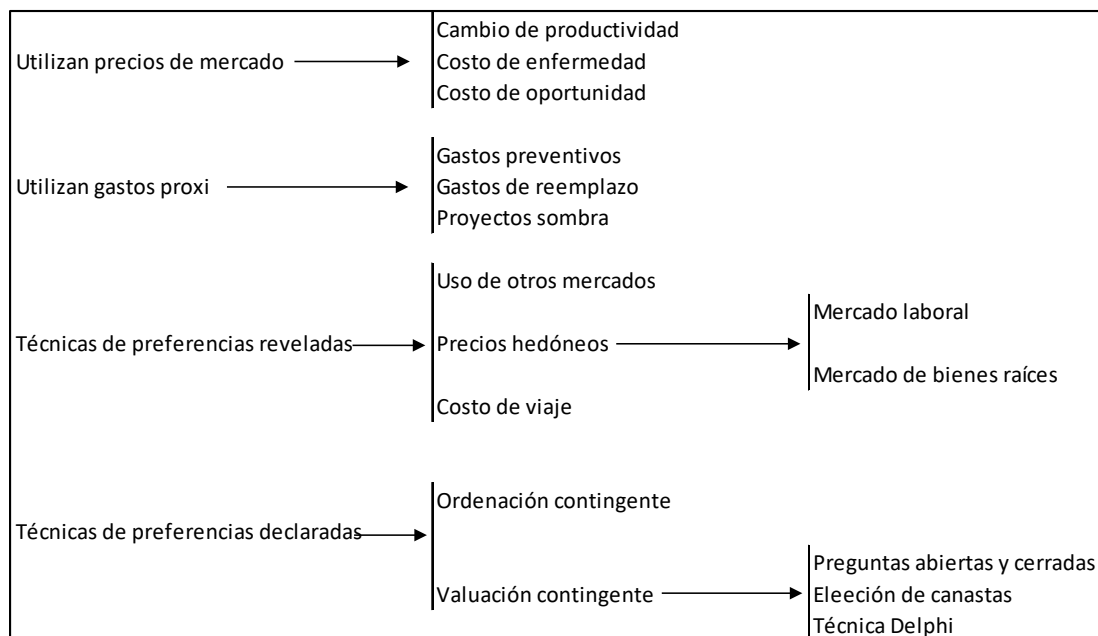 Utilizan precios de mercado
Cambio de productividad
Costo de enfermedad
Costo de oportunidad
Utilizan gastos proxi
Gastos preventivos
Gastos de reemplazo
Proyectos sombra
Técnicas de preferencias reveladas
Uso de otros mercados
Precios hedóneos
Mercado laboral
Mercado de bienes raíces
Costo de viaje
Técnicas de preferencias declaradas
Ordenación contingente
Valuación contingente
Preguntas abiertas y cerradas
Eleeción de canastas
Técnica Delphi